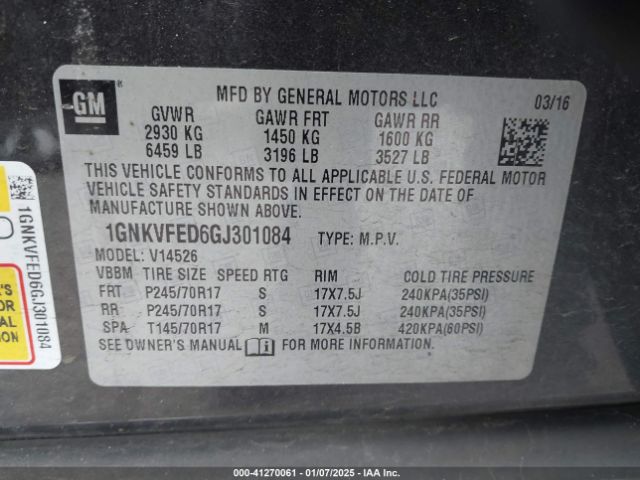 GM
MFD BY GENERAL MOTORS LLC 03/16
GVWR GAWR FRT GAWR RR
2930 KG 1450 KG 1600 KG
6459 LB 3196 LB 3527 LB
THIS VEHICLE CONFORMS TO ALL APPLICABLE U.S. FEDERAL MOTOR
VEHICLE SAFETY STANDARDS IN EFFECT ON THE DATE OF
MANUFACTURE SHOWN ABOVE.
1GNKVFED6GJ301084 TYPE: M.P.V.
MODEL: V14526
VBBM TIRE SIZE SPEED RTG RIM COLD TIRE PRESSURE
FRT P245/70R17 S 17X7.5J 240KPA(35PSI)
RR P245/70R17 S 17X7.5J 240KPA(35PSI)
SPA T145/70R17 M 17X4.5B 420KPA(60PSI)
SEE OWNER'S MANUAL FOR MORE INFORMATION.
1GNKVFED6GJ301084
000-41270061 - 01/07/2025 - IAA Inc.